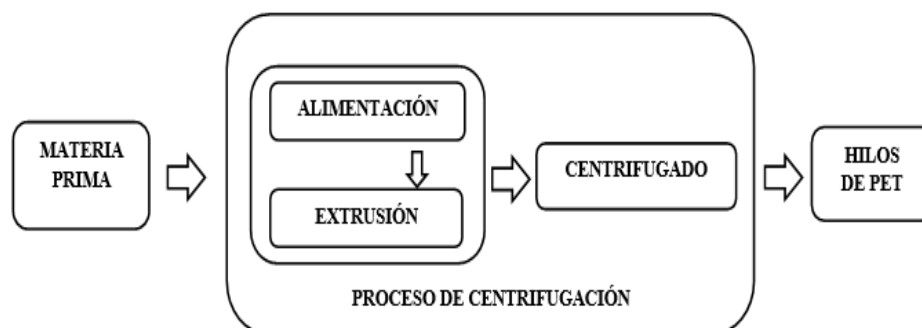 MATERIA
PRIMA
ALIMENTACIÓN
EXTRUSIÓN
CENTRIFUGADO
HILOS
DE PET
PROCESO DE CENTRIFUGACIÓN